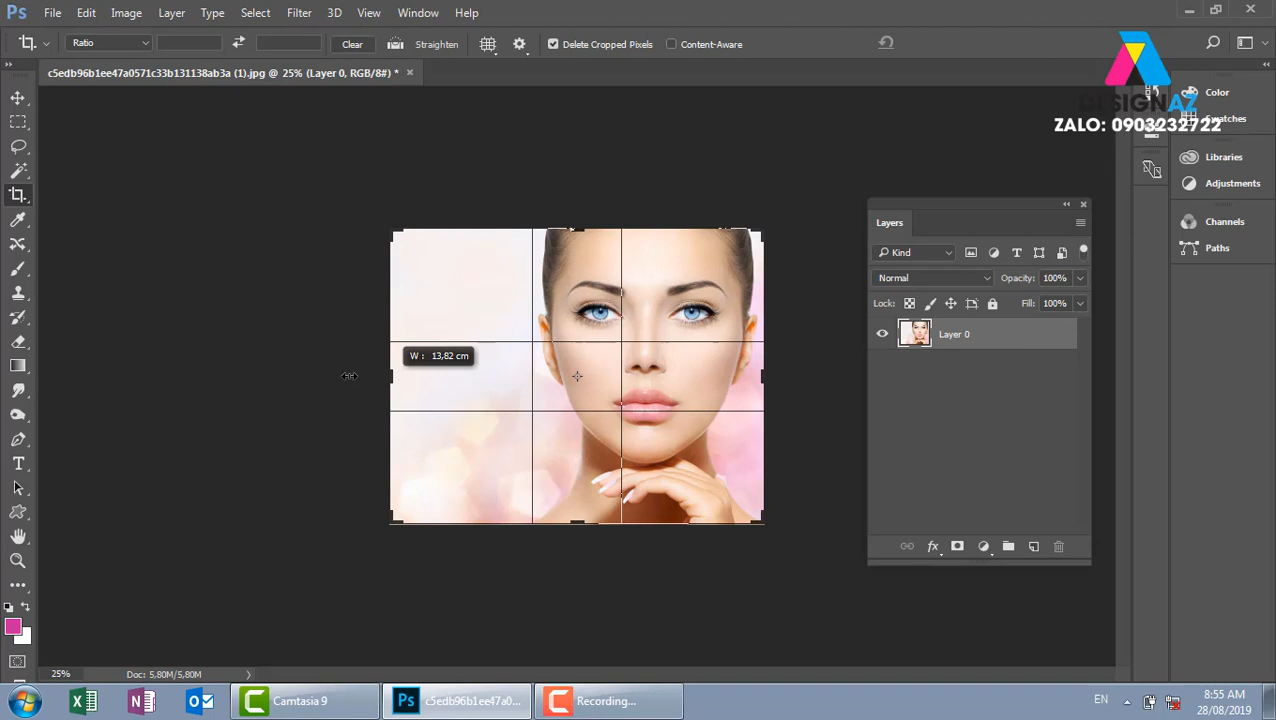 Ps File Edit Image Layer Type Select Filter 3D View Window Help
Ratio Clear Straighten Delete Cropped Pixels Content-Aware
c5edb96b1ee47a0571c33b131138ab3a (1).jpg @ 25% (Layer 0, RGB/8#) *
DESIGNAZ
ZALO: 0903232722
Color
Swatches
Libraries
Adjustments
Channels
Paths
Layers
Kind
Normal Opacity: 100%
Lock: Fill: 100%
Layer 0
fx
W : 13,82 cm
25% Doc: 5,80M/5,80M
Camtasia 9
Ps c5edb96b1ee47a0...
Recording...
EN
8:55 AM
28/08/2019